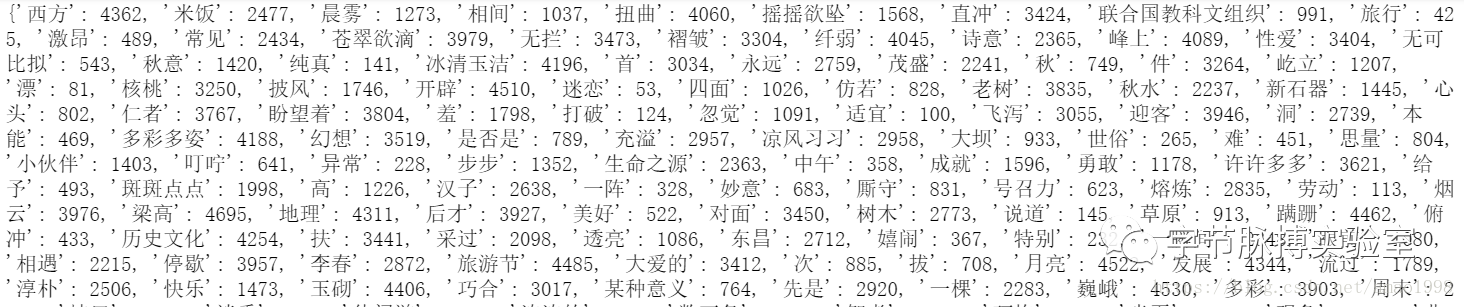 {'西方': 4362, '米饭': 2477, '晨雾': 1273, '相间': 1037, '扭曲': 4060, '摇摇欲坠': 1568, '直冲': 3424, '联合国教科文组织': 991, '旅行': 42
5, '激昂': 489, '常见': 2434, '苍翠欲滴': 3979, '无拦': 3473, '褶皱': 3304, '纤弱': 4045, '诗意': 2365, '峰上': 4089, '性爱': 3404, '无可
比拟': 543, '秋意': 1420, '纯真': 141, '冰清玉洁': 4196, '首': 3034, '永远': 2759, '茂盛': 2241, '秋': 749, '件': 3264, '屹立': 1207,
'漂': 81, '核桃': 3250, '披风': 1746, '开辟': 4510, '迷恋': 53, '四面': 1026, '仿若': 828, '老树': 3835, '秋水': 2237, '新石器': 1445, '心
头': 802, '仁者': 3767, '盼望着': 3804, '羞': 1798, '打破': 124, '忽觉': 1091, '适宜': 100, '飞泻': 3055, '迎客': 3946, '洞': 2739, '本
能': 469, '多彩多姿': 4188, '幻想': 3519, '是否是': 789, '充溢': 2957, '凉风习习': 2958, '大坝': 933, '世俗': 265, '难': 451, '思量': 804,
'小伙伴': 1403, '叮咛': 641, '异常': 228, '步步': 1352, '生命之源': 2363, '中午': 358, '成就': 1596, '勇敢': 1178, '许许多多': 3621, '给
予': 493, '斑斑点点': 1998, '高': 1226, '汉子': 2638, '一阵': 328, '妙意': 683, '厮守': 831, '号召力': 623, '熔炼': 2835, '劳动': 113, '烟
云': 3976, '梁高': 4695, '地理': 4311, '后才': 3927, '美好': 522, '对面': 3450, '树木': 2773, '说道': 145, '草原': 913, '蹒跚': 4462, '俯
冲': 433, '历史文化': 4254, '扶': 3441, '采过': 2098, '透亮': 1086, '东昌': 2712, '嬉闹': 367, '特别':
字节脉搏实验室
'相遇': 2215, '停歇': 3957, '李春': 2872, '旅游节': 4485, '大爱的': 3412, '次': 885, '拔': 708, '月亮': 4522, '发展': 4344, '流过': 1789,
'淳朴': 2506, '快乐': 1473, '玉砌': 4406, '巧合': 3017, '某种意义': 764, '先是': 2920, '一棵': 2283, '巍峨': 4530, '多彩': 3903, '周末': 2